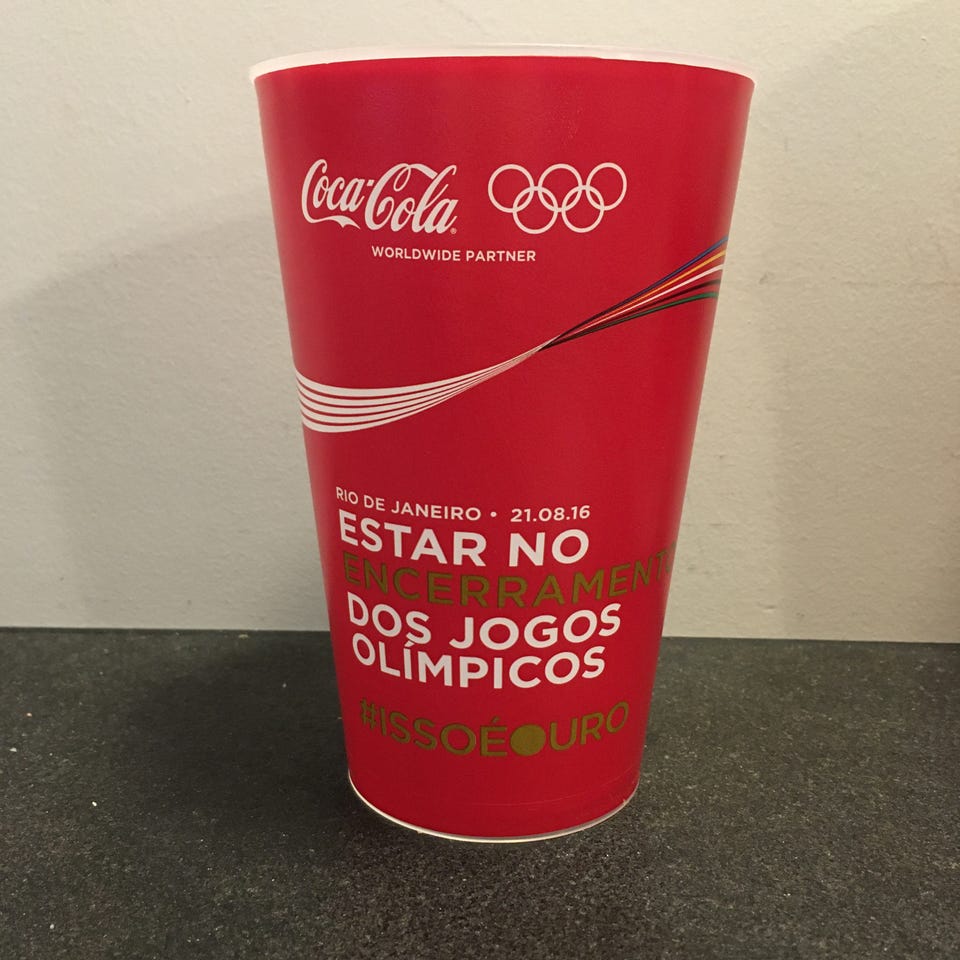 Coca-Cola
WORLDWIDE PARTNER
RIO DE JANEIRO • 21.08.16
ESTAR NO
ENCERRAMENTO
DOS JOGOS
OLÍMPICOS
#ISSOÉOURO